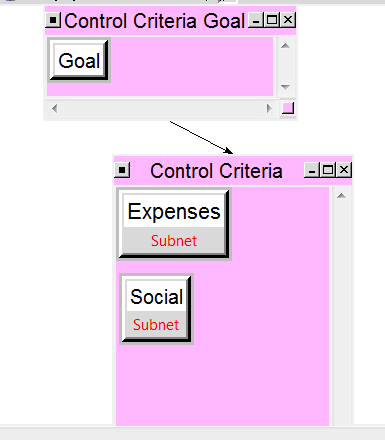 Control Criteria Goal
Goal
Control Criteria
Expenses
Subnet
Social
Subnet